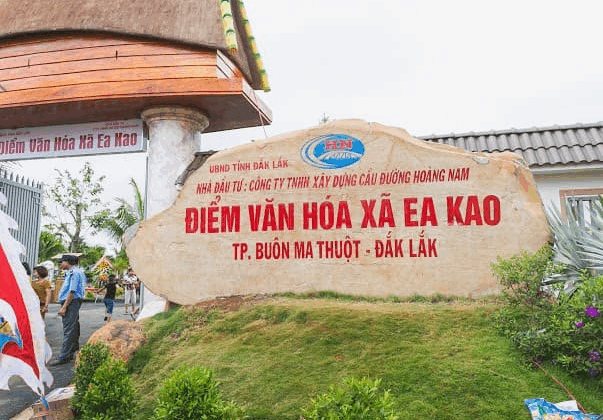 UBND TỈNH ĐẮK LẮK
HN
NHÀ ĐẦU TƯ : CÔNG TY TNHH XÂY DỰNG CẦU ĐƯỜNG HOÀNG NAM
ĐIỂM VĂN HÓA XÃ EA KAO
TP. BUÔN MA THUỘT - ĐẮK LẮK
Điểm Văn Hóa Xã Ea Kao